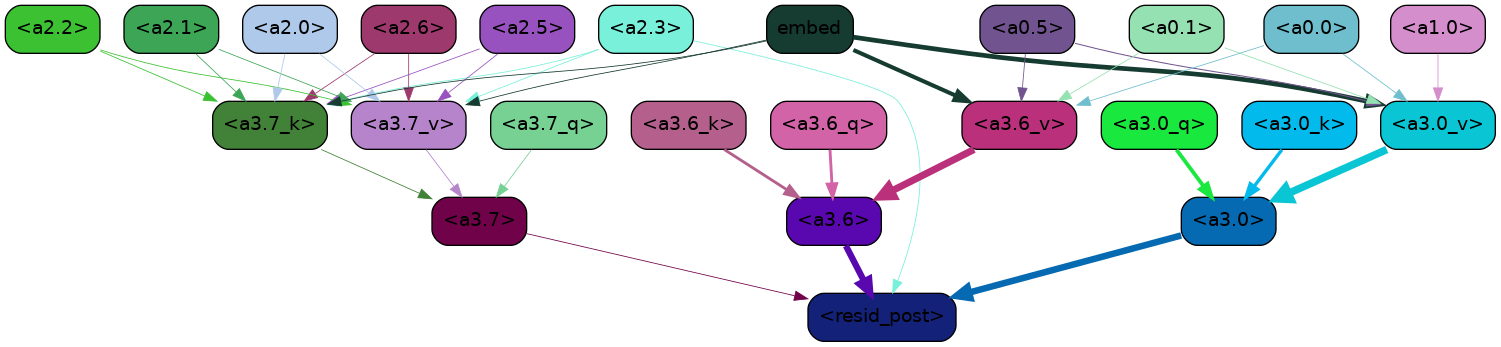 <a2.2> <a2.1> <a2.0> <a2.6> <a2.5> <a2.3> embed <a0.5> <a0.1> <a0.0> <a1.0>
<a3.7_k> <a3.7_v> <a3.7_q> <a3.6_k> <a3.6_q> <a3.6_v> <a3.0_q> <a3.0_k> <a3.0_v>
<a3.7> <a3.6> <a3.0>
<resid_post>